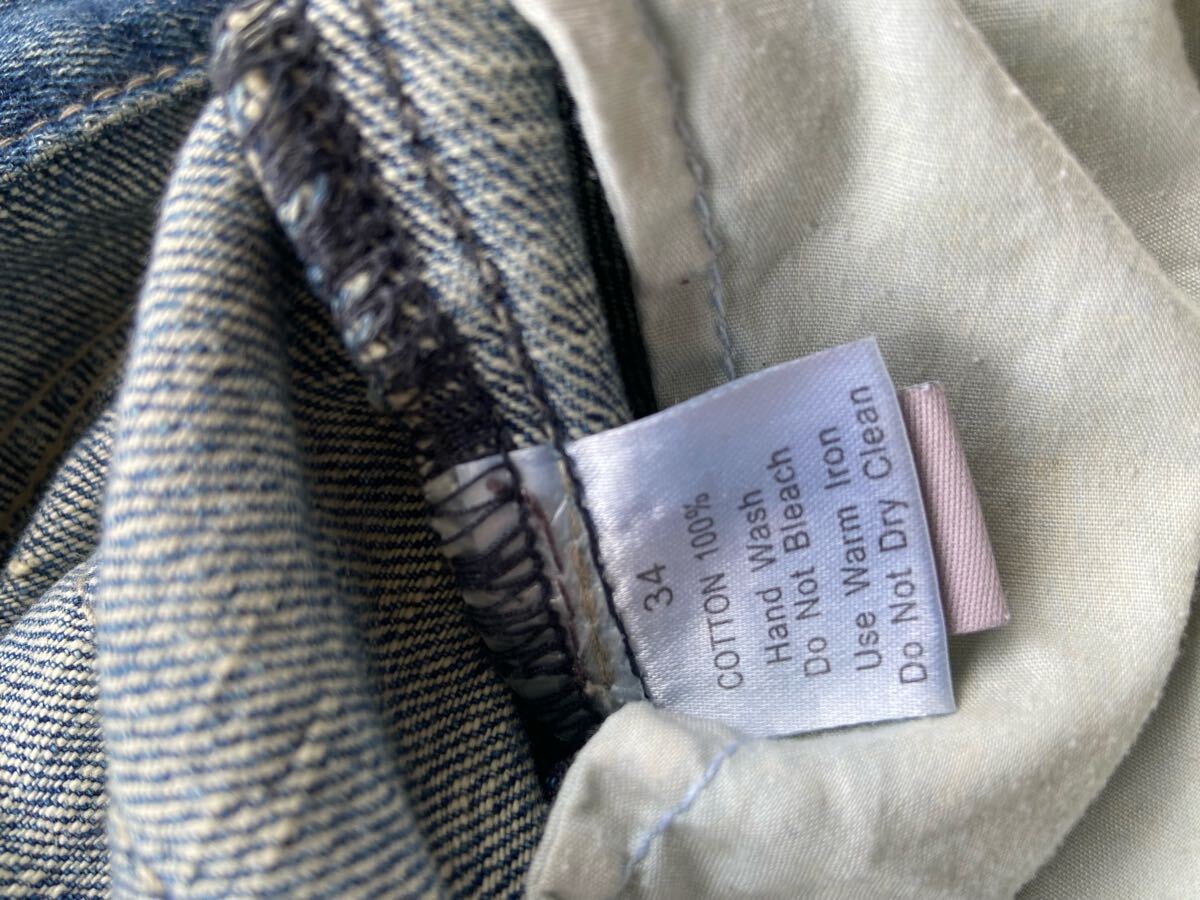 34
COTTON 100%
Hand Wash
Do Not Bleach
Use Warm Iron
Do Not Dry Clean